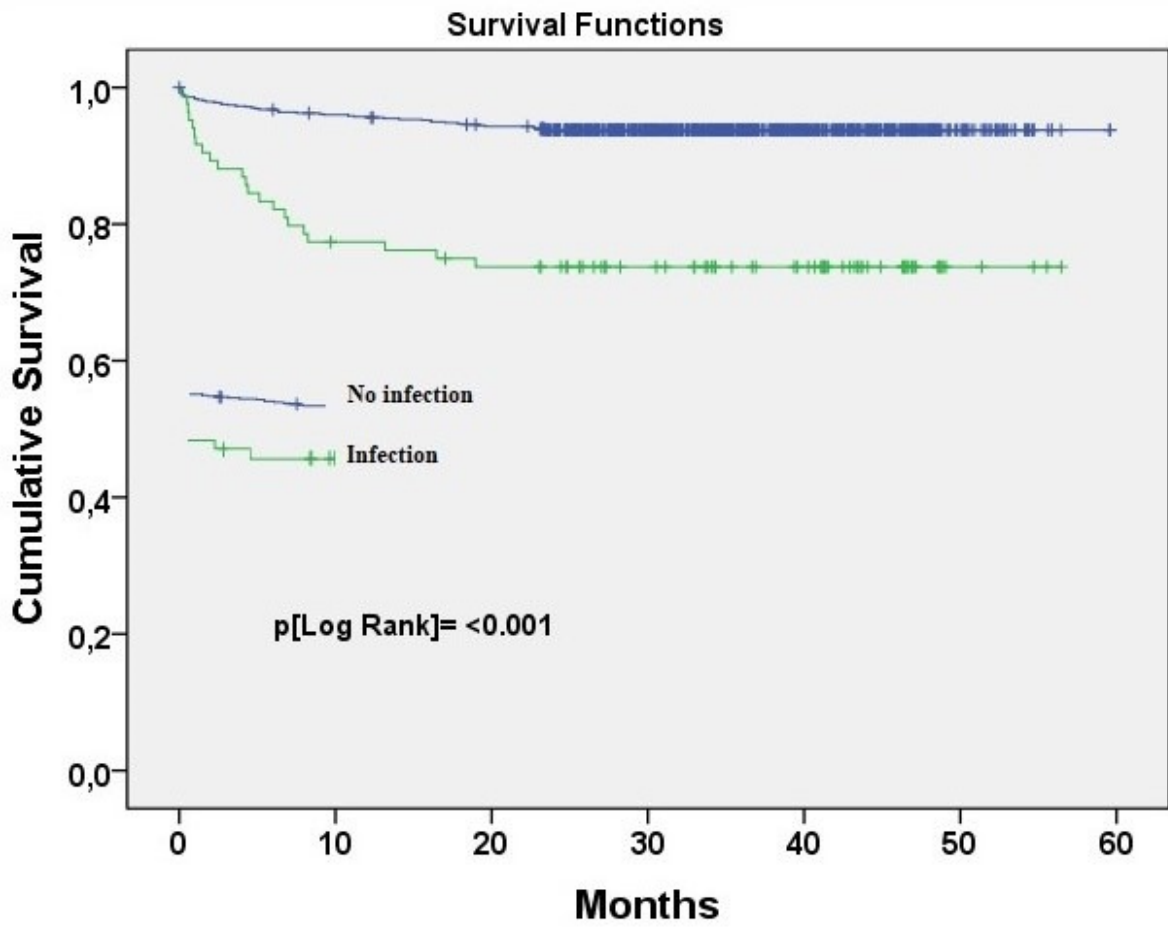 Survival Functions
Cumulative Survival
1,0
0,8
0,6
0,4
0,2
0,0
No infection
Infection
p[Log Rank]= <0.001
0 10 20 30 40 50 60
Months